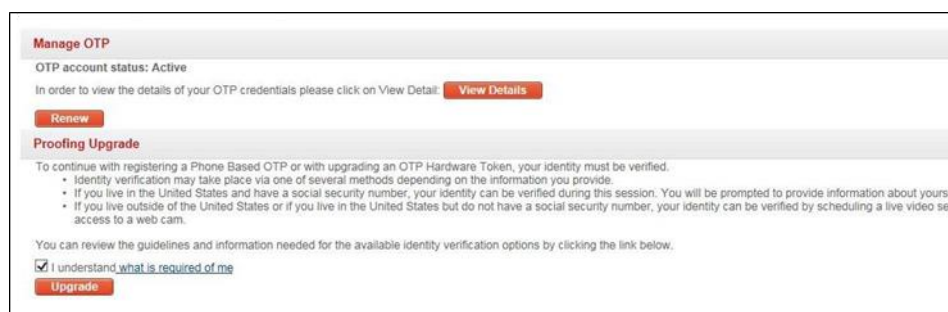 Manage OTP
OTP account status: Active
In order to view the details of your OTP credentials please click on View Detail: View Details
Renew
Proofing Upgrade
To continue with registering a Phone Based OTP or with upgrading an OTP Hardware Token, your identity must be verified.
• Identity verification may take place via one of several methods depending on the information you provide.
• If you live in the United States and have a social security number, your identity can be verified during this session. You will be prompted to provide information about yours
• If you live outside of the United States or if you live in the United States but do not have a social security number, your identity can be verified by scheduling a live video se
access to a web cam.
You can review the guidelines and information needed for the available identity verification options by clicking the link below.
I understand what is required of me
Upgrade